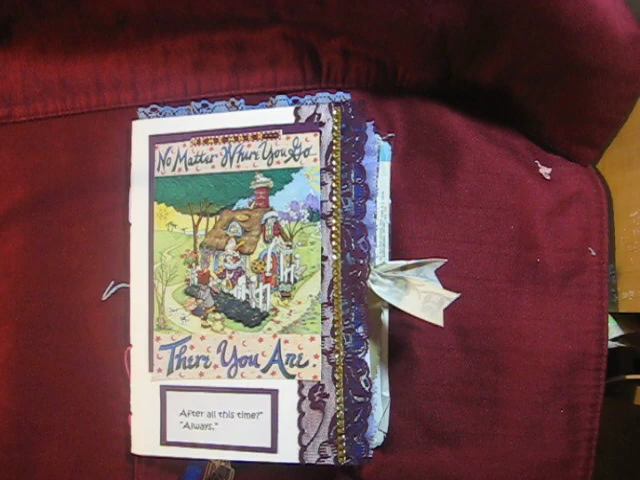 No Matter Where You Go
There You Are
After all this time?"
"Always."